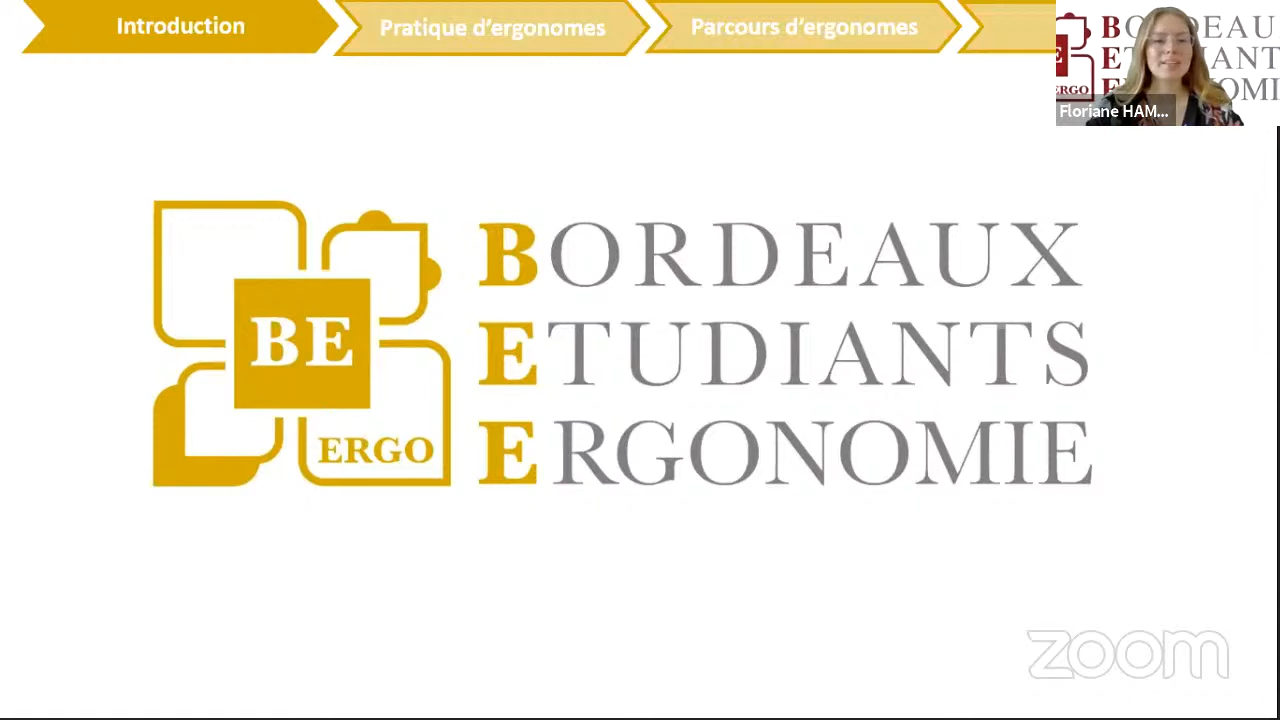 Introduction
Pratique d'ergonomes
Parcours d'ergonomes
Floriane HAM...
BE
ERGO
BORDEAUX
ETUDIANTS
ERGONOMIE
zoom